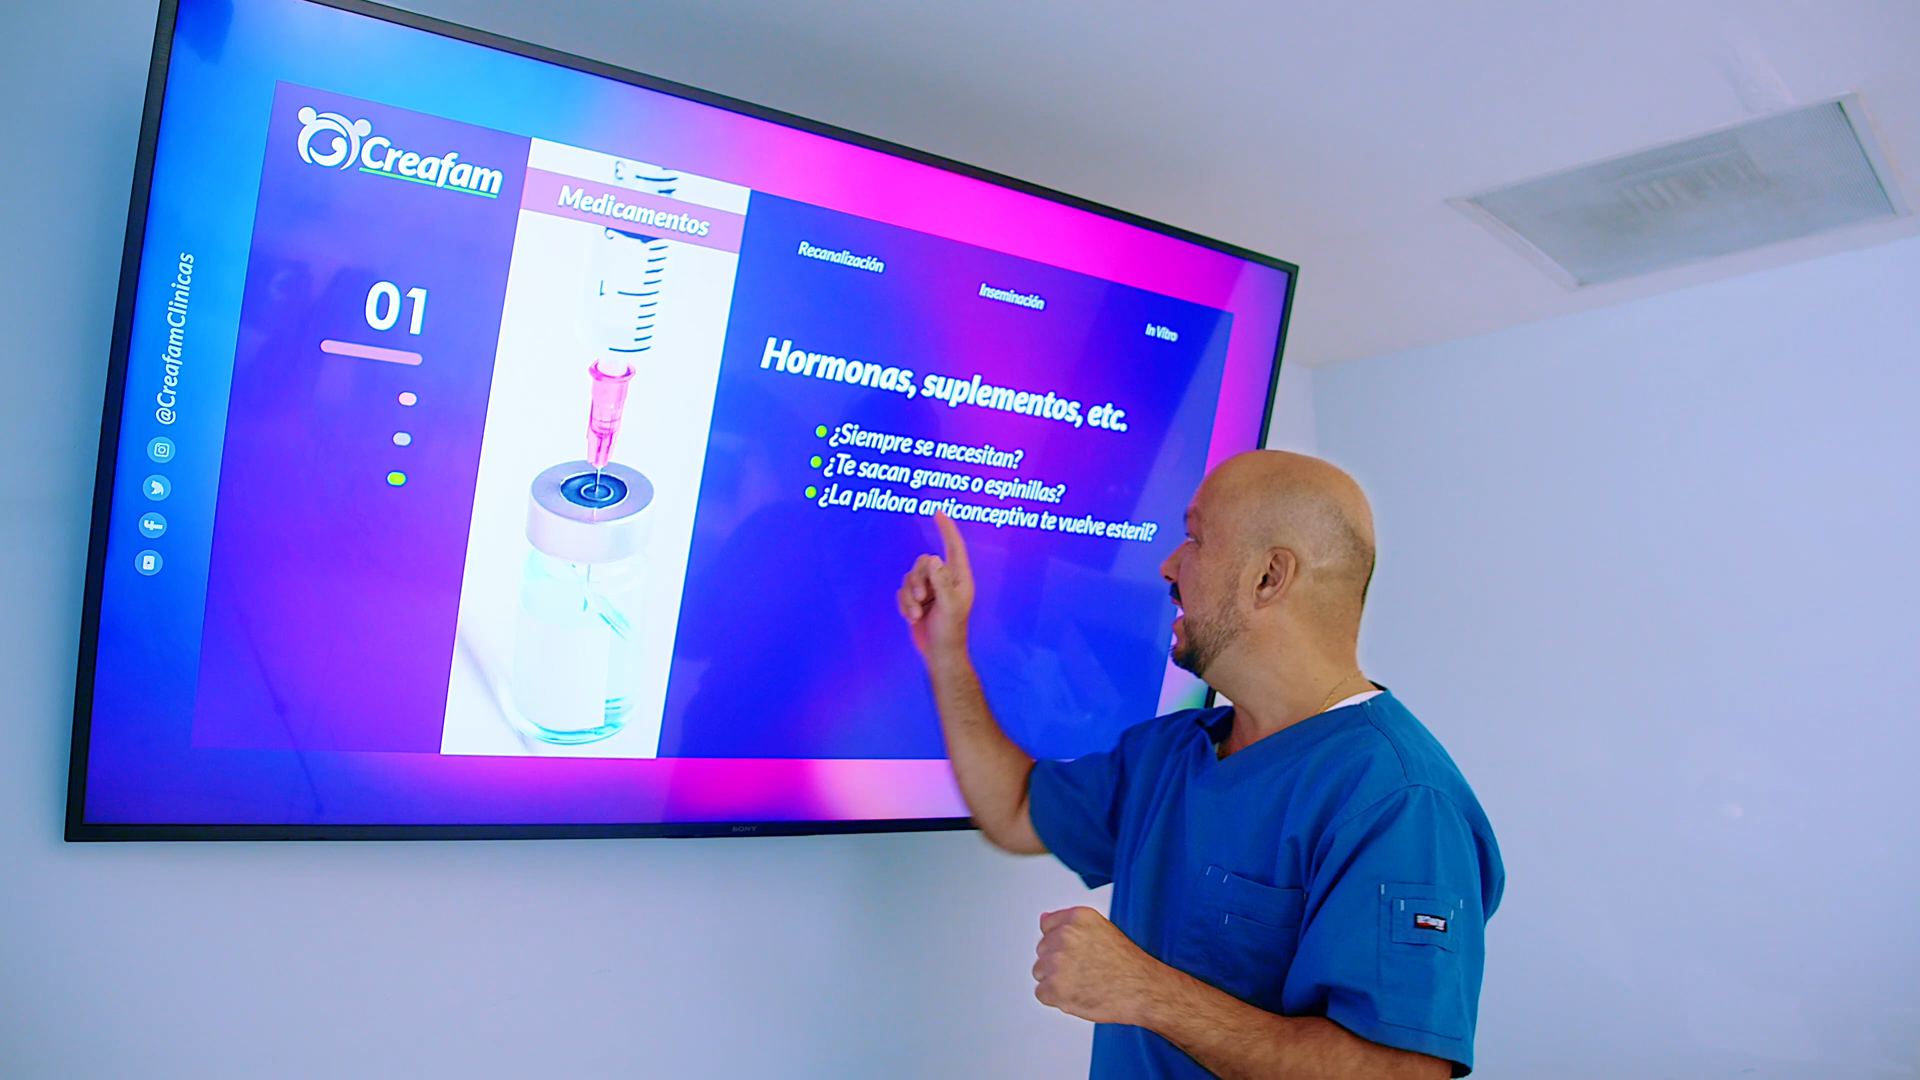 Creafam
Medicamentos
Recanalización
Inseminación
In Vitro
01
Hormonas, suplementos, etc.
¿Siempre se necesitan?
¿Te sacan granos o espinillas?
¿La píldora anticonceptiva te vuelve esteril?
@CreafamClinicas
SONY